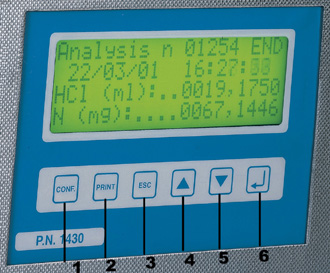 Analysis n 01254 END
22/03/01 16:27:
HCl (ml):..0019,1750
N (mg):....0067,1446
CONF. PRINT ESC
P.N. 1430
1 2 3 4 5 6